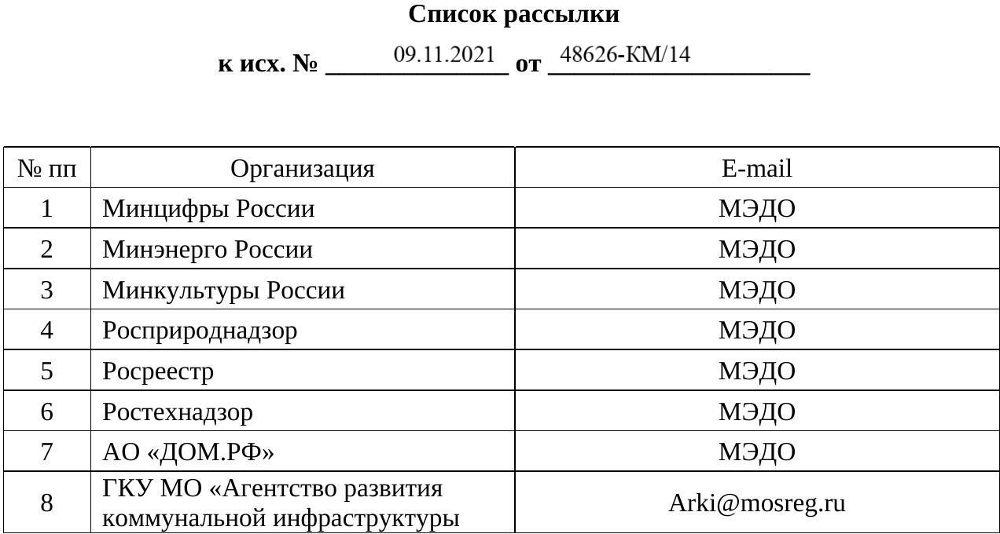 Список рассылки
к исх. № 09.11.2021 от 48626-КМ/14
№ пп Организация E-mail
1 Минцифры России МЭДО
2 Минэнерго России МЭДО
3 Минкультуры России МЭДО
4 Росприроднадзор МЭДО
5 Росреестр МЭДО
6 Ростехнадзор МЭДО
7 АО «ДОМ.РФ» МЭДО
8 ГКУ МО «Агентство развития
коммунальной инфраструктуры Arki@mosreg.ru